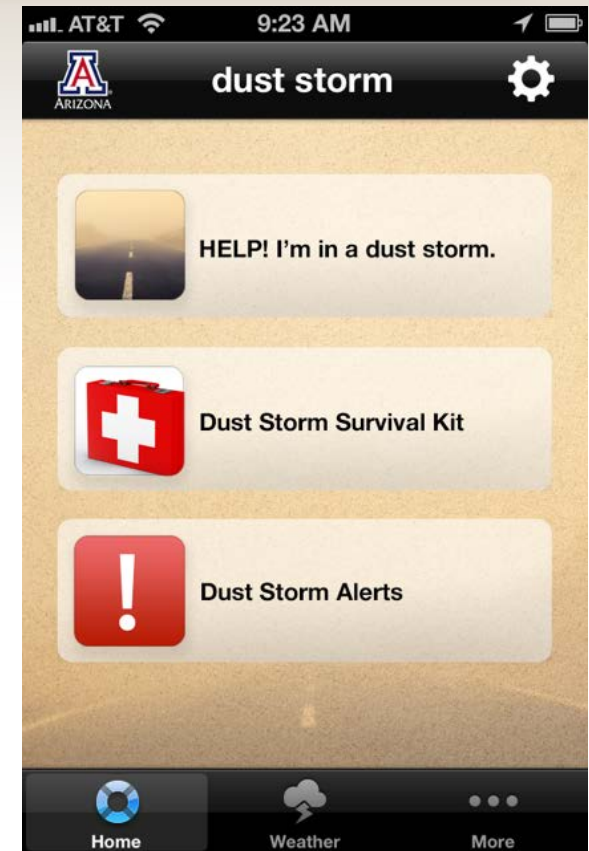 AT&T 9:23 AM
A
ARIZONA
dust storm
HELP! I'm in a dust storm.
Dust Storm Survival Kit
!
Dust Storm Alerts
Home Weather More